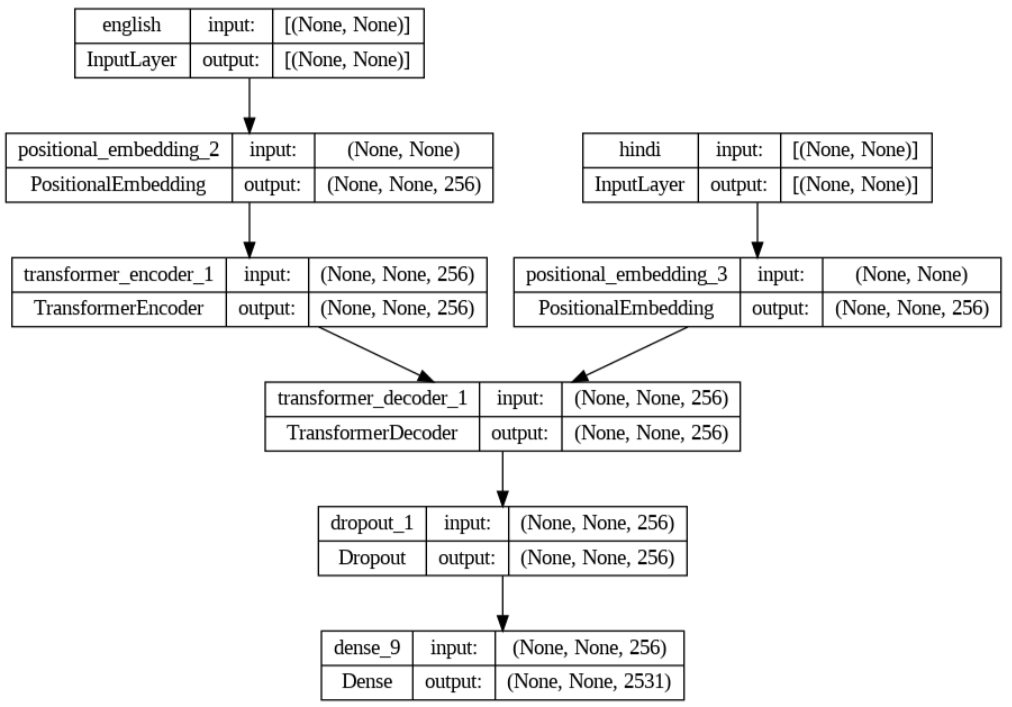 english input: [(None, None)]
InputLayer output: [(None, None)]
positional_embedding_2 input: (None, None)
PositionalEmbedding output: (None, None, 256)
hindi input: [(None, None)]
InputLayer output: [(None, None)]
transformer_encoder_1 input: (None, None, 256)
TransformerEncoder output: (None, None, 256)
positional_embedding_3 input: (None, None)
PositionalEmbedding output: (None, None, 256)
transformer_decoder_1 input: (None, None, 256)
TransformerDecoder output: (None, None, 256)
dropout_1 input: (None, None, 256)
Dropout output: (None, None, 256)
dense_9 input: (None, None, 256)
Dense output: (None, None, 2531)